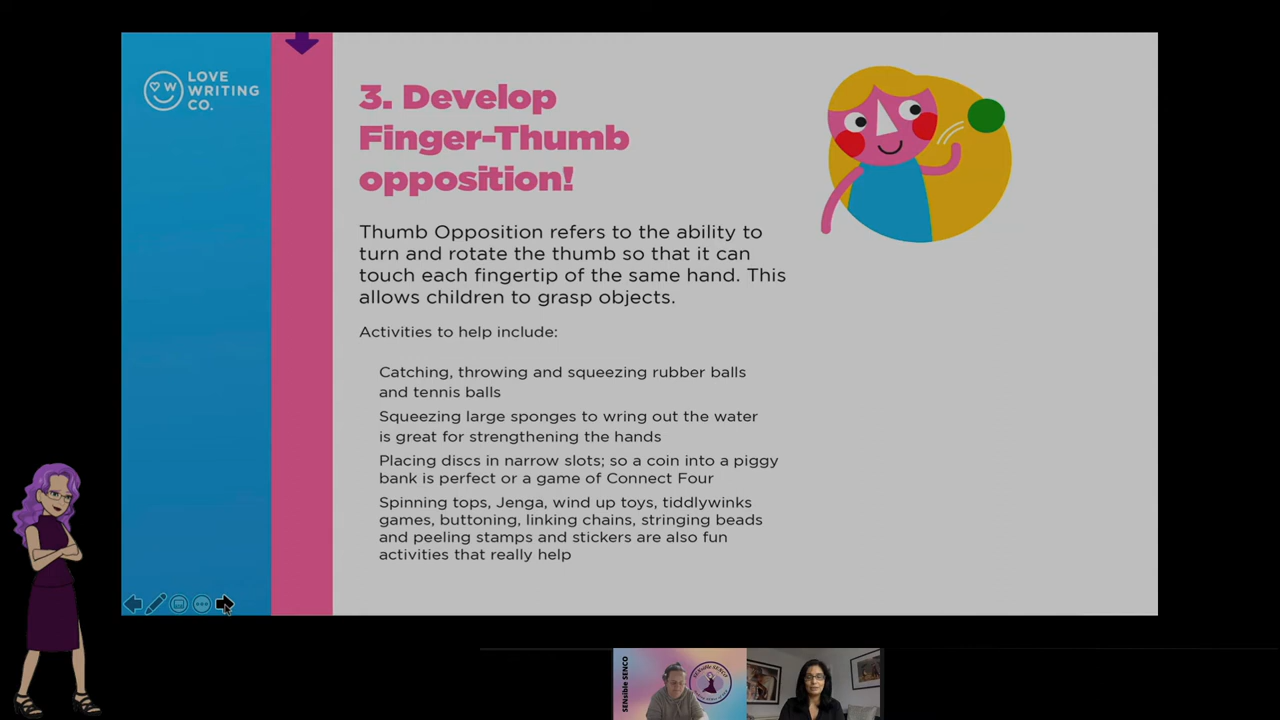 LOVE
WRITING
CO.
3. Develop
Finger-Thumb
opposition!
Thumb Opposition refers to the ability to
turn and rotate the thumb so that it can
touch each fingertip of the same hand. This
allows children to grasp objects.
Activities to help include:
Catching, throwing and squeezing rubber balls
and tennis balls
Squeezing large sponges to wring out the water
is great for strengthening the hands
Placing discs in narrow slots; so a coin into a piggy
bank is perfect or a game of Connect Four
Spinning tops, Jenga, wind up toys, tiddlywinks
games, buttoning, linking chains, stringing beads
and peeling stamps and stickers are also fun
activities that really help
SENsible SENCO
SENsible SENCO